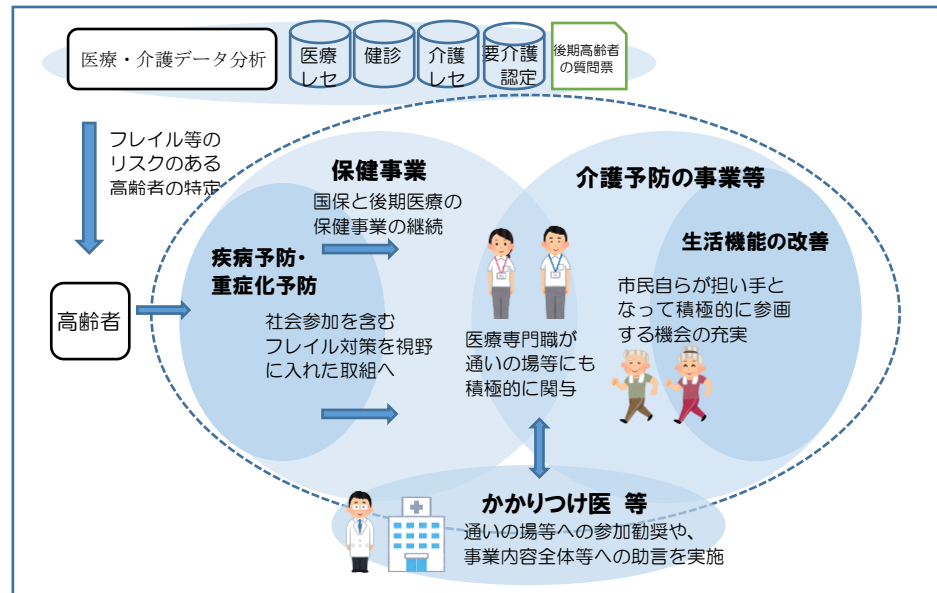 医療・介護データ分析
医療
レセ
健診
介護
レセ
要介護
認定
後期高齢者
の質問票
フレイル等の
リスクのある
高齢者の特定
高齢者
保健事業
国保と後期医療の
保健事業の継続
疾病予防・
重症化予防
社会参加を含む
フレイル対策を視野
に入れた取組へ
医療専門職が
通いの場等にも
積極的に関与
介護予防の事業等
生活機能の改善
市民自らが担い手と
なって積極的に参画
する機会の充実
かかりつけ医 等
通いの場等への参加勧奨や、
事業内容全体等への助言を実施